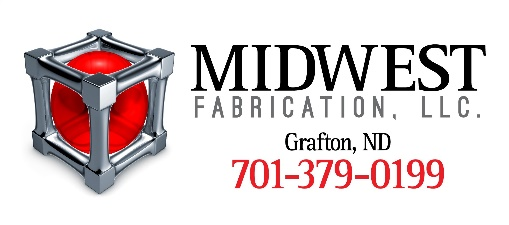 MIDWEST
FABRICATION, LLC.
Grafton, ND
701-379-0199